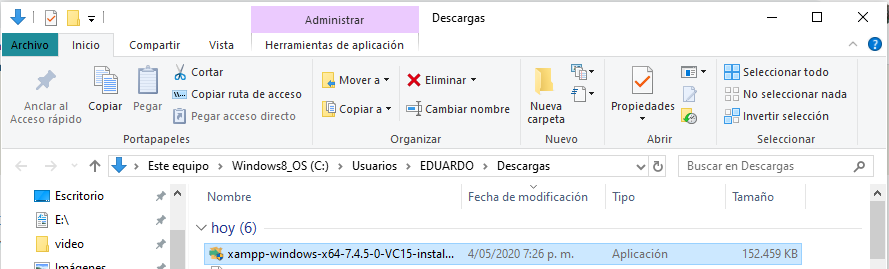 Administrar Descargas
Archivo Inicio Compartir Vista Herramientas de aplicación
Anclar al Acceso rápido
Copiar
Pegar
Cortar
Copiar ruta de acceso
Pegar acceso directo
Portapapeles
Mover a
Copiar a
Eliminar
Cambiar nombre
Organizar
Nueva carpeta
Nuevo
Propiedades
Abrir
Seleccionar todo
No seleccionar nada
Invertir selección
Seleccionar
Este equipo > Windows8_OS (C:) > Usuarios > EDUARDO > Descargas
Buscar en Descargas
Escritorio
E:\
video
Imágenes
Nombre Fecha de modificación Tipo Tamaño
hoy (6)
xampp-windows-x64-7.4.5-0-VC15-instal... 4/05/2020 7:26 p. m. Aplicación 152.459 KB